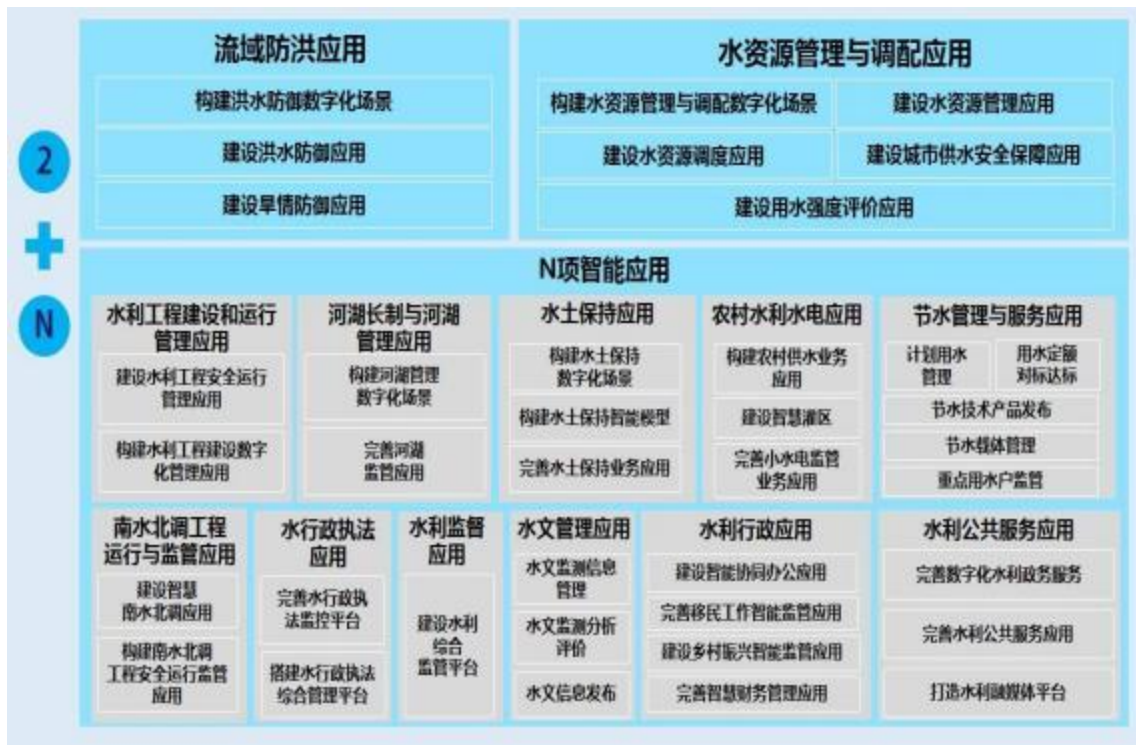 2
N
流域防洪应用
构建洪水防御数字化场景
建设洪水防御应用
建设旱情防御应用
水资源管理与调配应用
构建水资源管理与调配数字化场景
建设水资源管理应用
建设水资源调度应用
建设城市供水安全保障应用
建设用水强度评价应用
N项智能应用
水利工程建设和运行
管理应用
建设水利工程安全运行
管理应用
构建水利工程建设数字
化管理应用
河湖长制与河湖
管理应用
构建河湖管理
数字化场景
完善河湖
监管应用
水土保持应用
构建水土保持
数字化场景
构建水土保持智能模型
完善水土保持业务应用
农村水利水电应用
构建农村供水业务
应用
建设智慧灌区
完善小水电监管
业务应用
节水管理与服务应用
计划用水
管理
用水定额
对标达标
节水技术产品发布
节水载体管理
重点用水户监管
南水北调工程
运行与监管应用
建设智慧
南水北调应用
构建南水北调
工程安全运行监管
应用
水行政执法
应用
完善水行政执
法监控平台
搭建水行政执法
综合管理平台
水利监督
应用
建设水利
综合
监管平台
水文管理应用
水文监测信息
管理
水文监测分析
评价
水文信息发布
水利行政应用
建设智能协同办公应用
完善移民工作智能监管应用
建设乡村振兴智能监管应用
完善智慧财务管理应用
水利公共服务应用
完善数字化水利政务服务
完善水利公共服务应用
打造水利融媒体平台